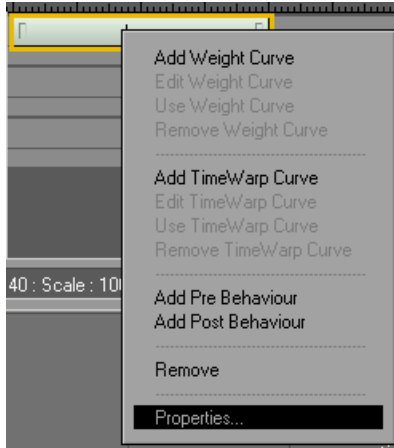 Add Weight Curve
Edit Weight Curve
Use Weight Curve
Remove Weight Curve
Add TimeWarp Curve
Edit TimeWarp Curve
Use TimeWarp Curve
Remove TimeWarp Curve
40 : Scale : 10
Add Pre Behaviour
Add Post Behaviour
Remove
Properties...